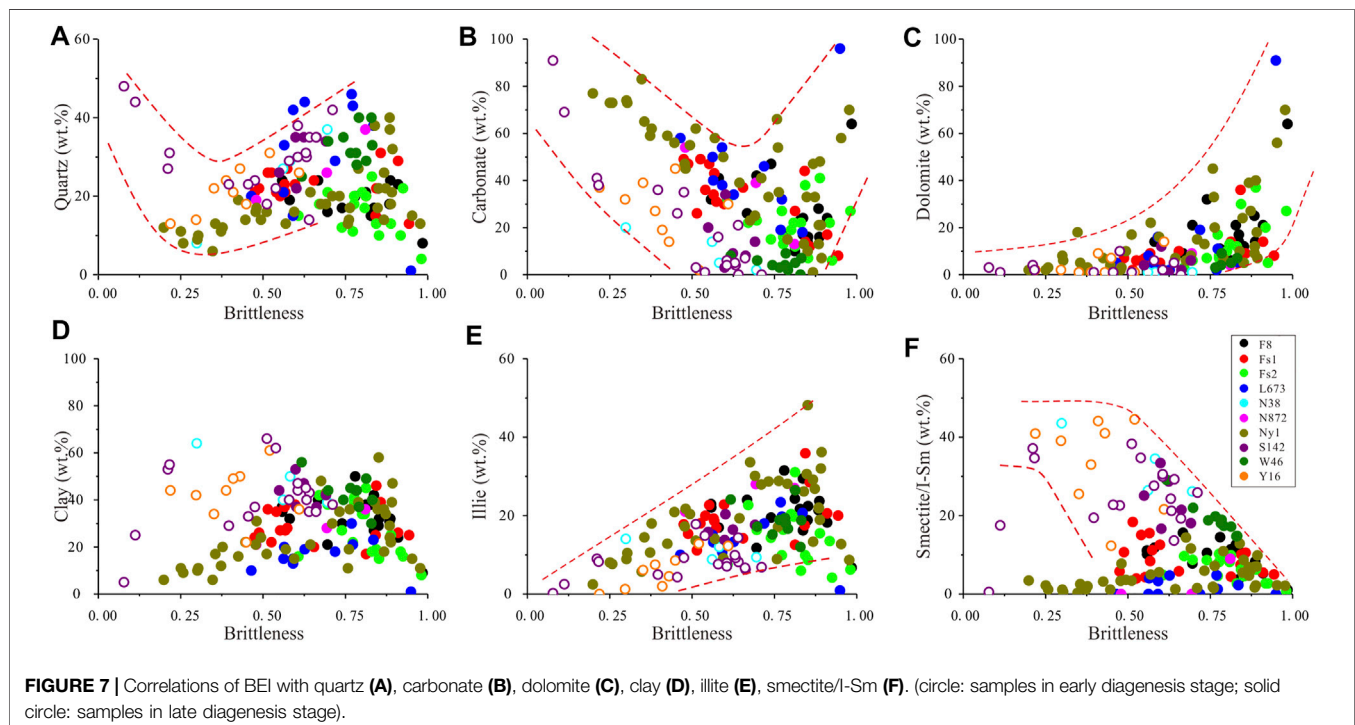 A
Quartz (wt.%)
60
40
20
0
0.00 0.25 0.50 0.75 1.00
Brittleness
B
Carbonate (wt.%)
100
80
60
40
20
0
0.00 0.25 0.50 0.75 1.00
Brittleness
C
Dolomite (wt.%)
100
80
60
40
20
0
0.00 0.25 0.50 0.75 1.00
Brittleness
D
Clay (wt.%)
100
80
60
40
20
0
0.00 0.25 0.50 0.75 1.00
Brittleness
E
Illie (wt.%)
60
40
20
0
0.00 0.25 0.50 0.75 1.00
Brittleness
F
Smectite/I-Sm (wt.%)
60
40
20
0
0.00 0.25 0.50 0.75 1.00
Brittleness
F8
Fs1
Fs2
L673
N38
N872
Ny1
S142
W46
Y16
FIGURE 7 | Correlations of BEI with quartz (A), carbonate (B), dolomite (C), clay (D), illite (E), smectite/I-Sm (F). (circle: samples in early diagenesis stage; solid
circle: samples in late diagenesis stage).